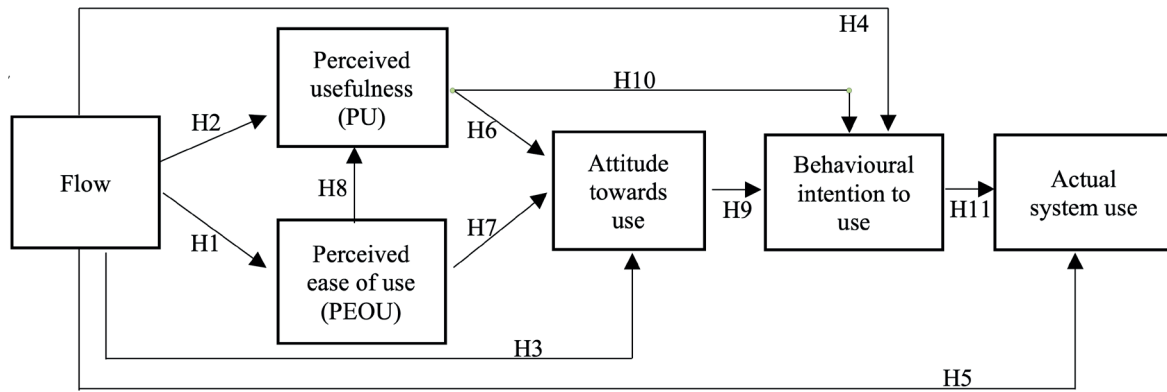 H4
Perceived
usefulness
(PU)
H10
H2
H6
Flow
Attitude
towards
use
Behavioural
intention to
use
Actual
system use
H8
H9
H11
H1
H7
Perceived
ease of use
(PEOU)
H3
H5